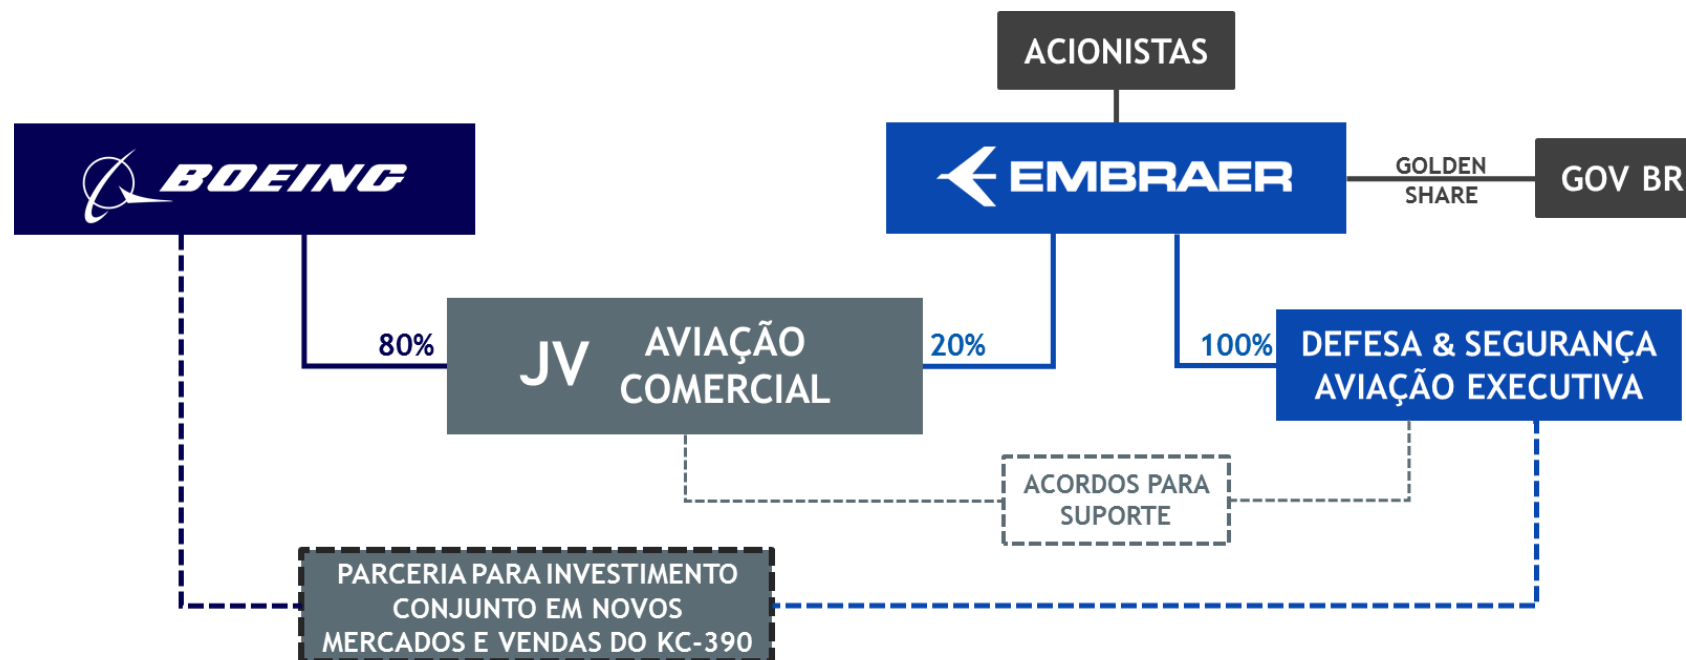 ACIONISTAS
BOEING
EMBRAER
GOLDEN
SHARE
GOV BR
80%
JV
AVIAÇÃO
COMERCIAL
20%
100%
DEFESA & SEGURANÇA
AVIAÇÃO EXECUTIVA
ACORDOS PARA
SUPORTE
PARCERIA PARA INVESTIMENTO
CONJUNTO EM NOVOS
MERCADOS E VENDAS DO KC-390